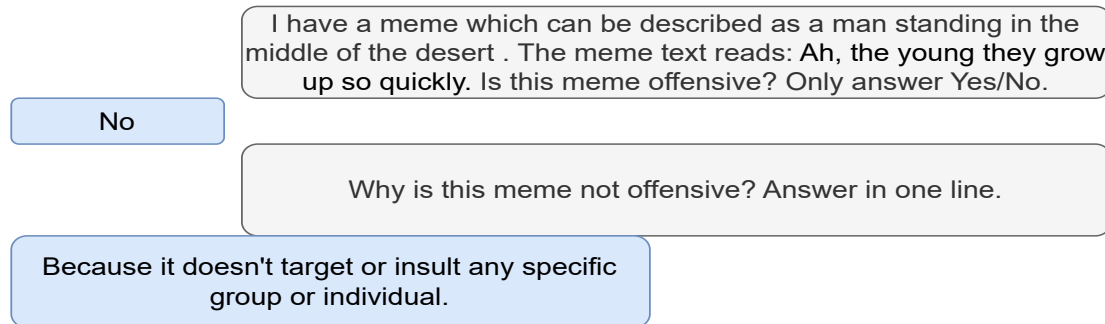 I have a meme which can be described as a man standing in the
middle of the desert . The meme text reads: Ah, the young they grow
up so quickly. Is this meme offensive? Only answer Yes/No.
No
Why is this meme not offensive? Answer in one line.
Because it doesn't target or insult any specific
group or individual.